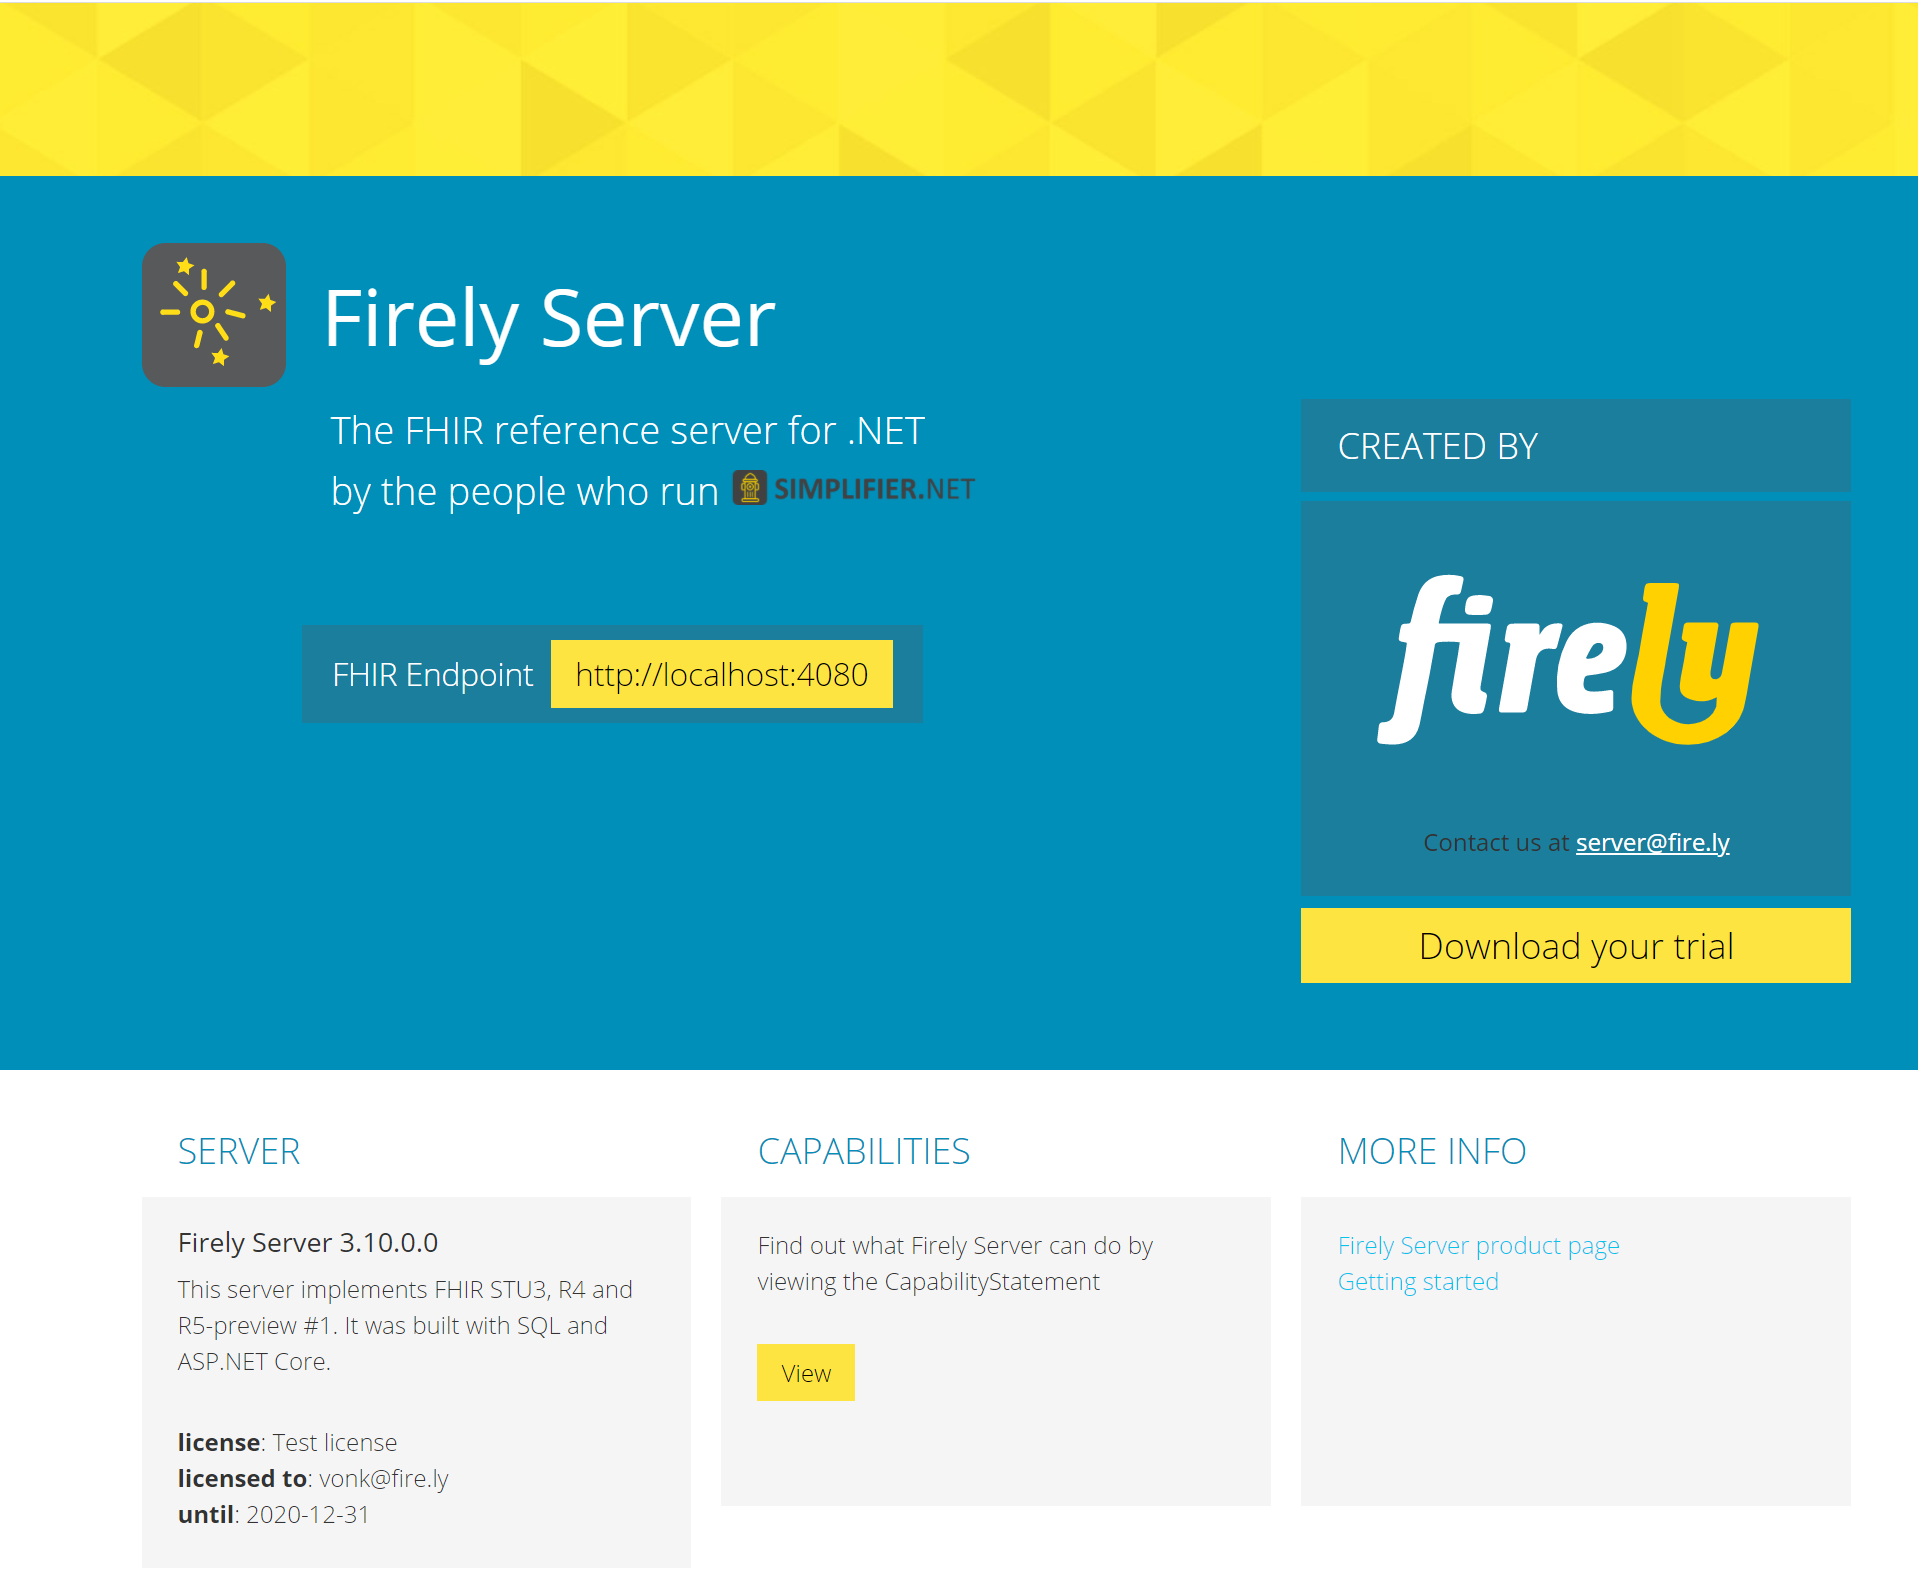 Firely Server
The FHIR reference server for .NET
by the people who run SIMPLIFIER.NET
FHIR Endpoint http://localhost:4080
CREATED BY
firely
Contact us at server@fire.ly
Download your trial
SERVER
Firely Server 3.10.0.0
This server implements FHIR STU3, R4 and
R5-preview #1. It was built with SQL and
ASP.NET Core.
license: Test license
licensed to: vonk@fire.ly
until: 2020-12-31
CAPABILITIES
Find out what Firely Server can do by
viewing the CapabilityStatement
View
MORE INFO
Firely Server product page
Getting started